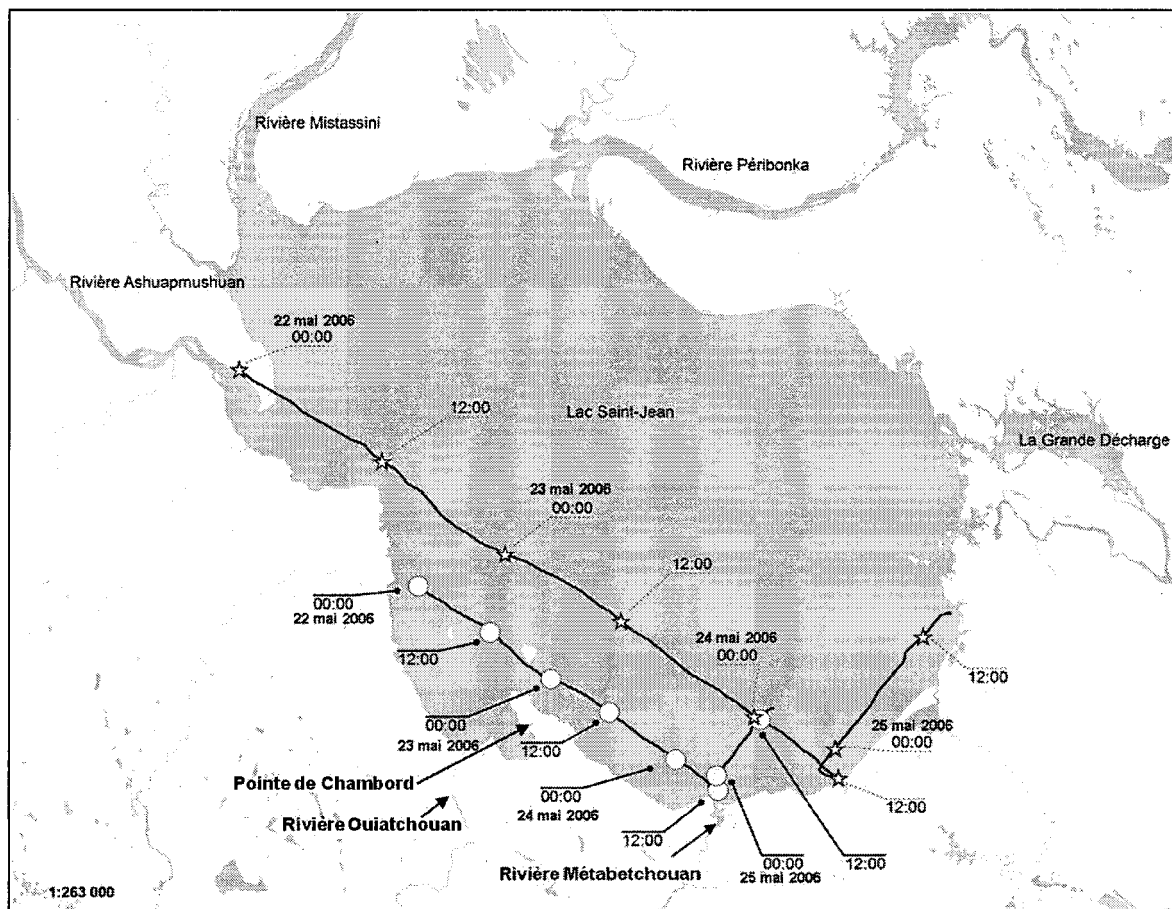 Rivière Mistassini
Rivière Péribonka
Rivière Ashuapmushuan
22 mai 2006
00:00
12:00
Lac Saint-Jean
La Grande Décharge
23 mai 2006
00:00
12:00
00:00
22 mai 2006
24 mai 2006
00:00
12:00
12:00
00:00
23 mai 2006
12:00
25 mai 2006
00:00
Pointe de Chambord
00:00
24 mai 2006
12:00
Rivière Ouiatchouan
12:00
Rivière Métabetchouan
00:00
25 mai 2006
12:00
1:263 000